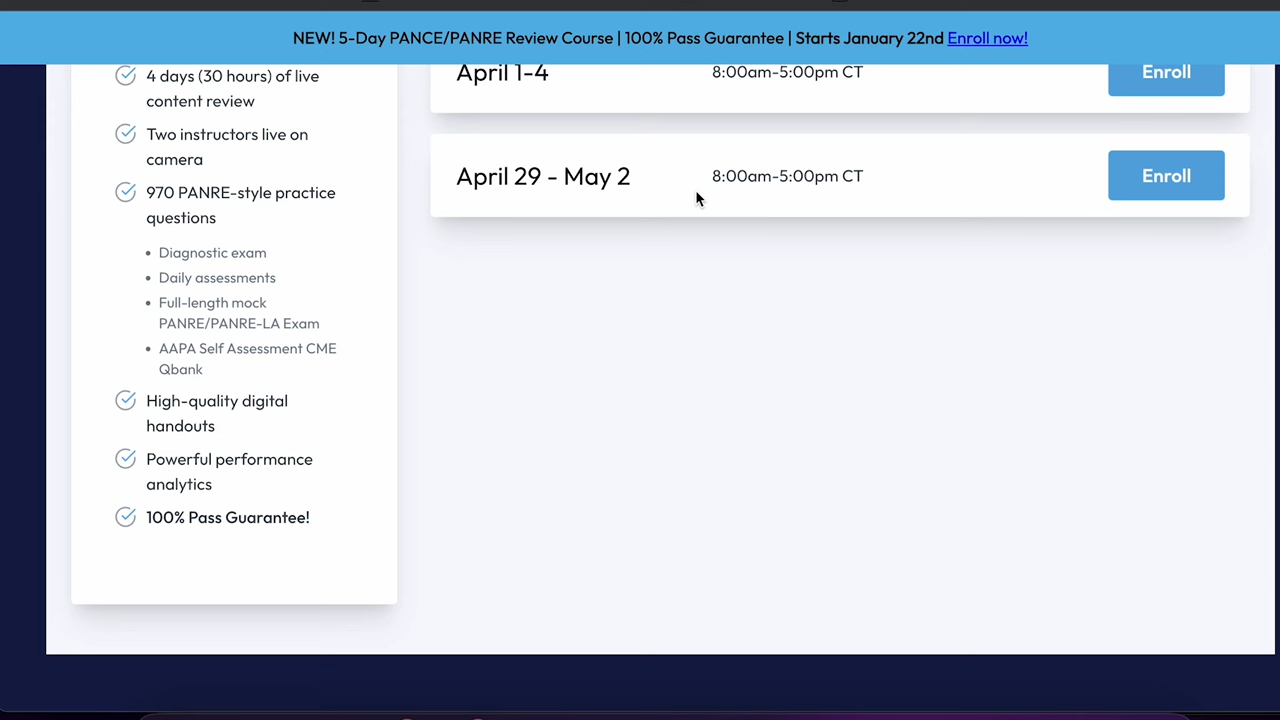 NEW! 5-Day PANCE/PANRE Review Course | 100% Pass Guarantee | Starts January 22nd Enroll now!
4 days (30 hours) of live
content review
Two instructors live on
camera
970 PANRE-style practice
questions
• Diagnostic exam
• Daily assessments
• Full-length mock
PANRE/PANRE-LA Exam
• AAPA Self Assessment CME
Qbank
High-quality digital
handouts
Powerful performance
analytics
100% Pass Guarantee!
April 1-4 8:00am-5:00pm CT Enroll
April 29 - May 2 8:00am-5:00pm CT Enroll